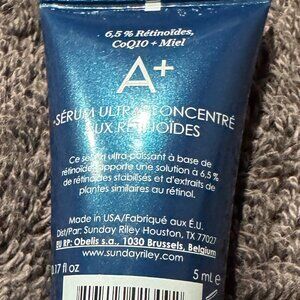 6,5 % Rétinoïdes,
CoQ10 + Miel
A+
SÉRUM ULTRA-CONCENTRÉ
AUX RÉTINOÏDES
Ce sérum ultra-puissant à base de
rétinoïdes apporte une solution à 6,5 %
de rétinoïdes stabilisés et d'extraits de
plantes similaires au rétinol.
Made in USA/Fabriqué aux É.U.
Dist/Par: Sunday Riley Houston, TX 77027
EU RP: Obelis s.a., 1030 Brussels, Belgium
www.sundayriley.com
0.17 fl oz 5 mL e